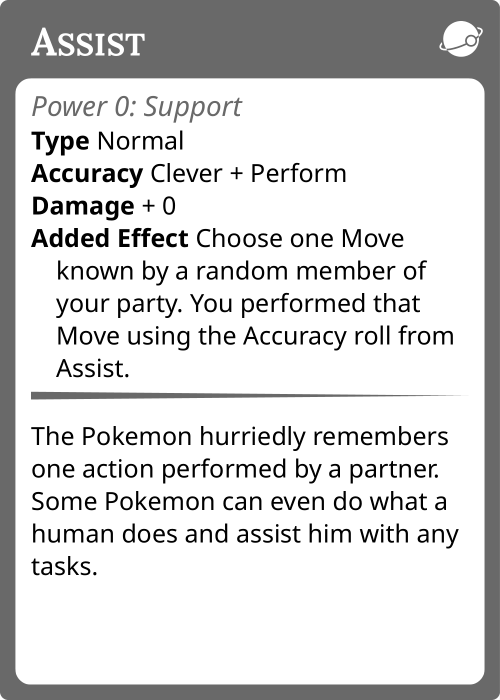 Assist
Power 0: Support
Type Normal
Accuracy Clever + Perform
Damage + 0
Added Effect Choose one Move
known by a random member of
your party. You performed that
Move using the Accuracy roll from
Assist.
The Pokemon hurriedly remembers
one action performed by a partner.
Some Pokemon can even do what a
human does and assist him with any
tasks.